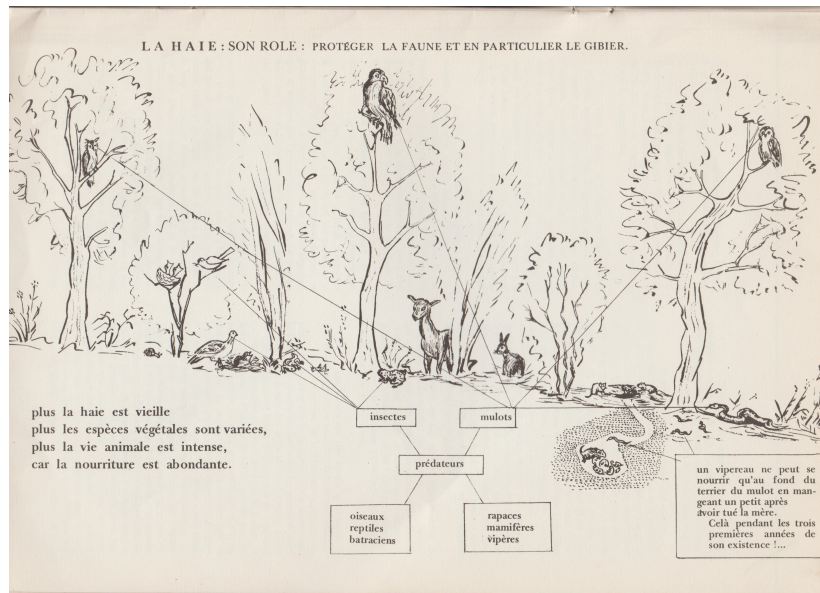 LA HAIE : SON ROLE : PROTÉGER LA FAUNE ET EN PARTICULIER LE GIBIER.
plus la haie est vieille
plus les espèces végétales sont variées,
plus la vie animale est intense,
car la nourriture est abondante.
insectes
mulots
prédateurs
oiseaux
reptiles
batraciens
rapaces
mamifères
vipères
un vipereau ne peut se
nourrir qu'au fond du
terrier du mulot en man-
geant un petit après
avoir tué la mère.
Celà pendant les trois
premières années de
son existence !...